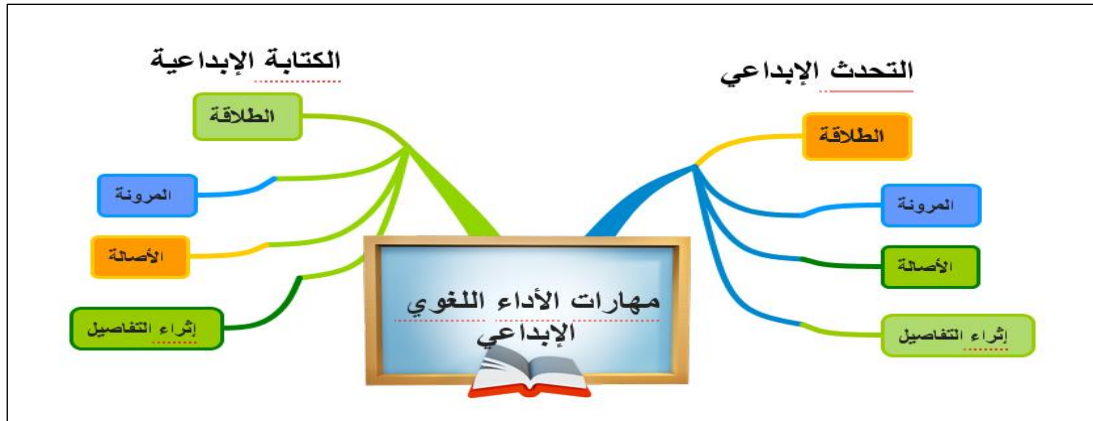 التحدث الإبداعي
الطلاقة
المرونة
الأصالة
إثراء التفاصيل
الكتابة الإبداعية
الطلاقة
المرونة
الأصالة
إثراء التفاصيل
مهارات الأداء اللغوي
الإبداعي